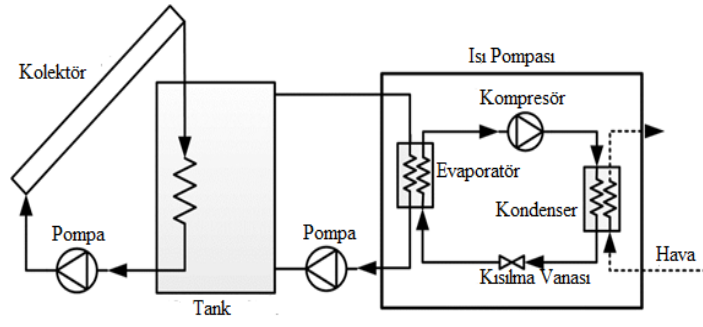 Isı Pompası
Kolektör
Kompresör
Evaporatör
Kondenser
Pompa
Pompa
Hava
Kısılma Vanası
Tank